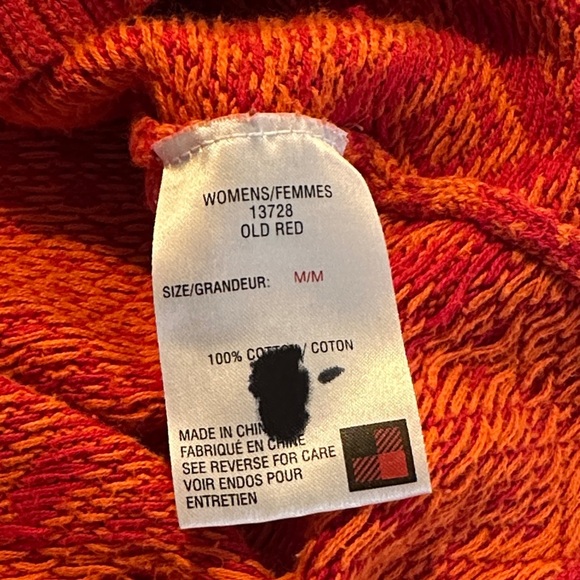 WOMENS/FEMMES
13728
OLD RED
SIZE/GRANDEUR: M/M
100% COTTON/ COTON
MADE IN CHINA
FABRIQUÉ EN CHINE
SEE REVERSE FOR CARE
VOIR ENDOS POUR
ENTRETIEN